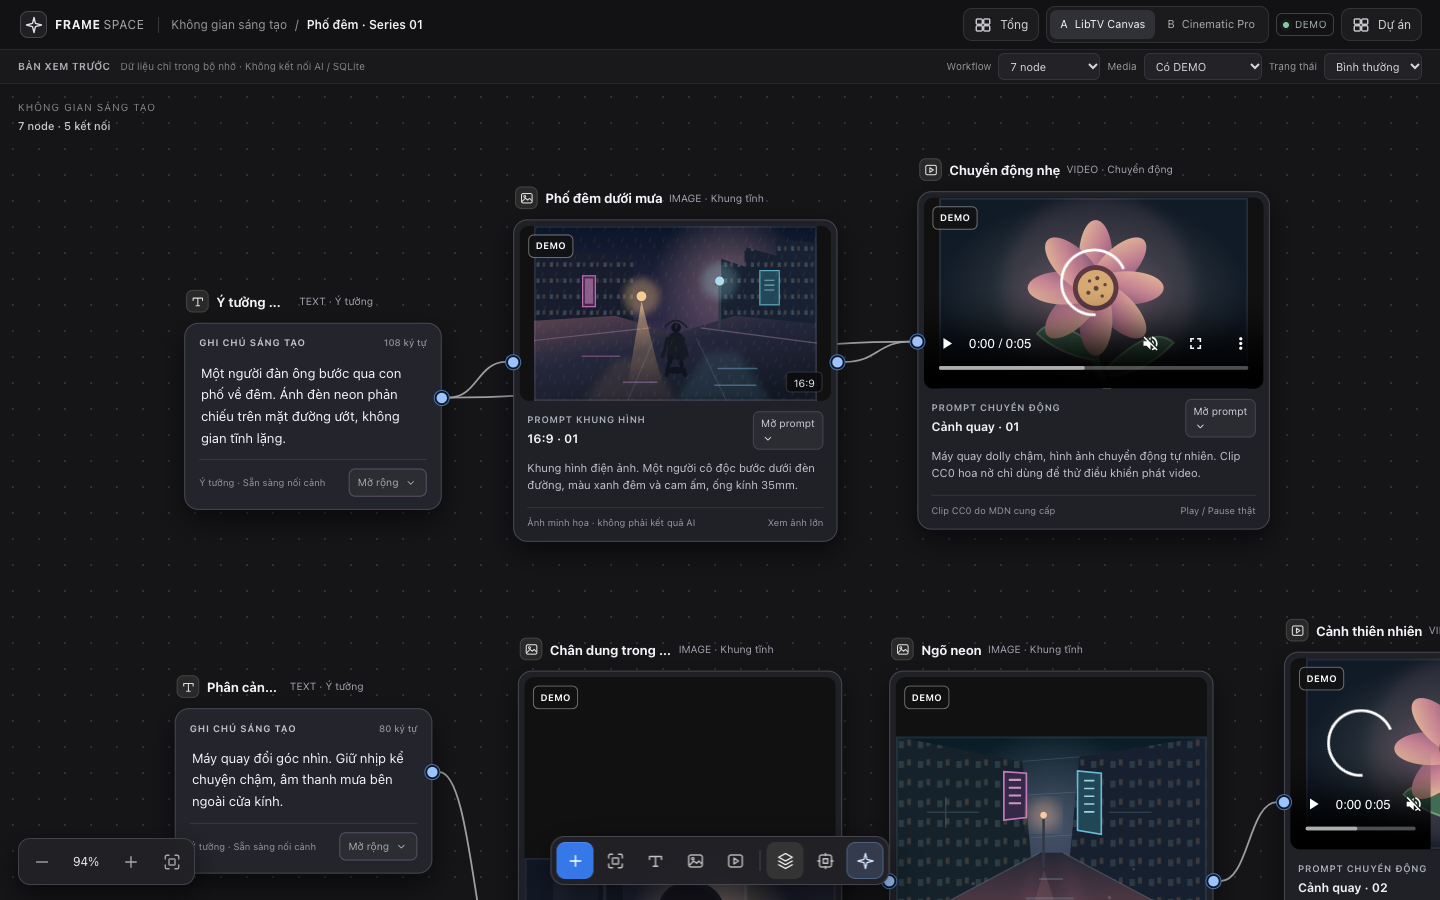 FRAME SPACE
Không gian sáng tạo / Phố đêm · Series 01
Tổng
A LibTV Canvas
B Cinematic Pro
DEMO
Dự án
BẢN XEM TRƯỚC
Dữ liệu chỉ trong bộ nhớ · Không kết nối AI / SQLite
Workflow
7 node
Media
Có DEMO
Trạng thái
Bình thường
KHÔNG GIAN SÁNG TẠO
7 node · 5 kết nối
Ý tưởng ...
TEXT · Ý tưởng
GHI CHÚ SÁNG TẠO
108 ký tự
Một người đàn ông bước qua con
phố về đêm. Ánh đèn neon phản
chiếu trên mặt đường ướt, không
gian tĩnh lặng.
Ý tưởng · Sẵn sàng nối cảnh
Mở rộng
Phố đêm dưới mưa
IMAGE · Khung tĩnh
DEMO
16:9
PROMPT KHUNG HÌNH
16:9 · 01
Mở prompt
Khung hình điện ảnh. Một người cô độc bước dưới đèn
đường, màu xanh đêm và cam ấm, ống kính 35mm.
Ảnh minh họa · không phải kết quả AI
Xem ảnh lớn
Chuyển động nhẹ
VIDEO · Chuyển động
DEMO
0:00 / 0:05
PROMPT CHUYỂN ĐỘNG
Cảnh quay · 01
Mở prompt
Máy quay dolly chậm, hình ảnh chuyển động tự nhiên. Clip
CC0 hoa nở chỉ dùng để thử điều khiển phát video.
Clip CC0 do MDN cung cấp
Play / Pause thật
Phân cản...
TEXT · Ý tưởng
GHI CHÚ SÁNG TẠO
80 ký tự
Máy quay đổi góc nhìn. Giữ nhịp kể
chuyện chậm, âm thanh mưa bên
ngoài cửa kính.
tưởng · Sẵn sàng nối cảnh
Mở rộng
Chân dung trong ...
IMAGE · Khung tĩnh
DEMO
Ngõ neon
IMAGE · Khung tĩnh
DEMO
Cảnh thiên nhiên
DEMO
0:00 0:05
PROMPT CHUYỂN ĐỘNG
Cảnh quay · 02
94%